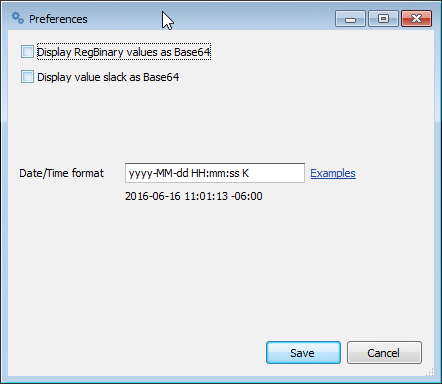 Preferences
Display RegBinary values as Base64
Display value slack as Base64
Date/Time format yyyy-MM-dd HH:mm:ss K Examples
2016-06-16 11:01:13 -06:00
Save Cancel